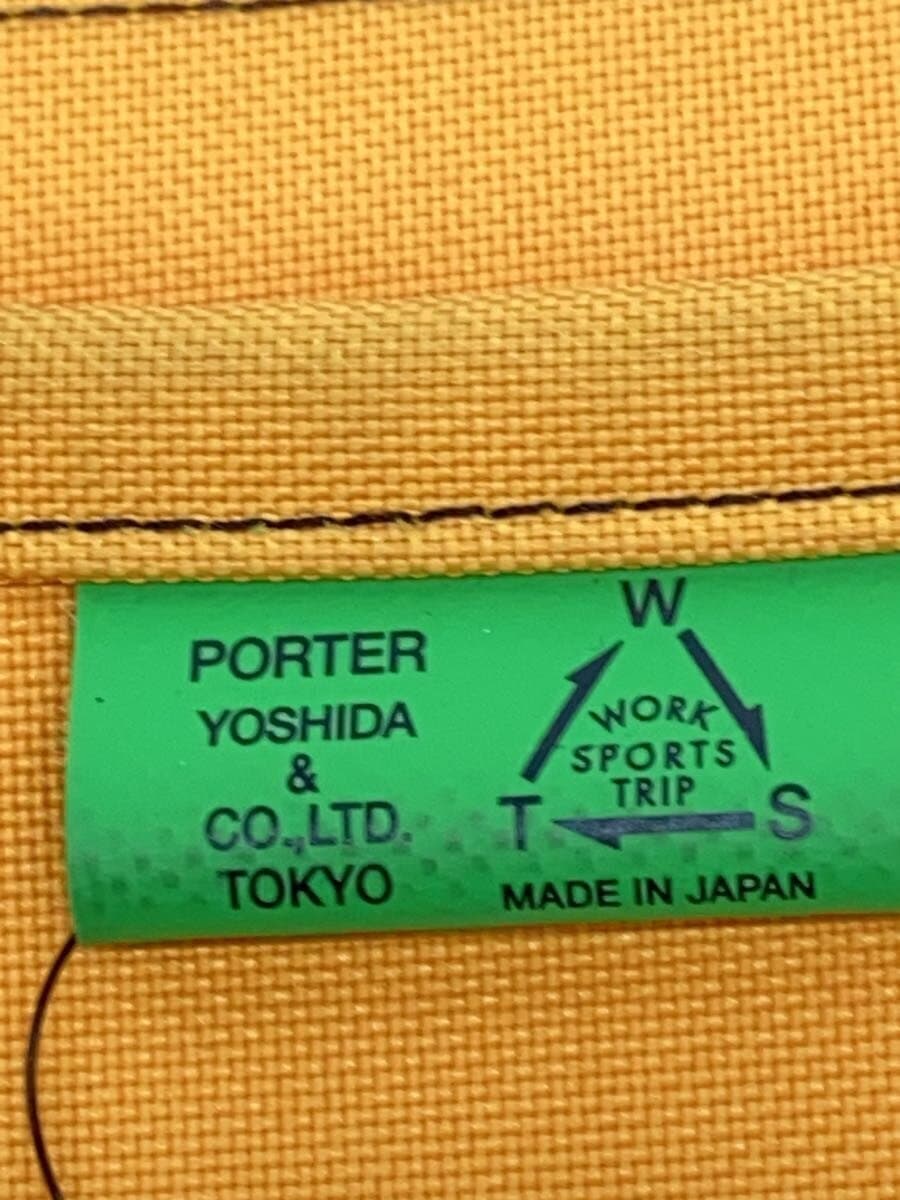 PORTER
YOSHIDA
&
CO.,LTD.
TOKYO
W
WORK
SPORTS
TRIP
T S
MADE IN JAPAN